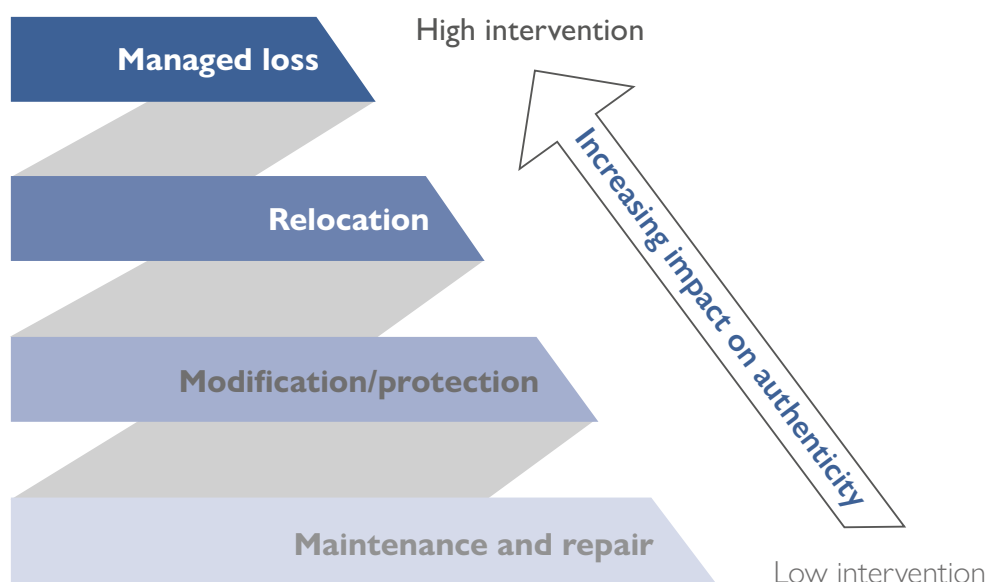 High intervention
Managed loss
Relocation
Increasing impact on authenticity
Modification/protection
Maintenance and repair
Low intervention